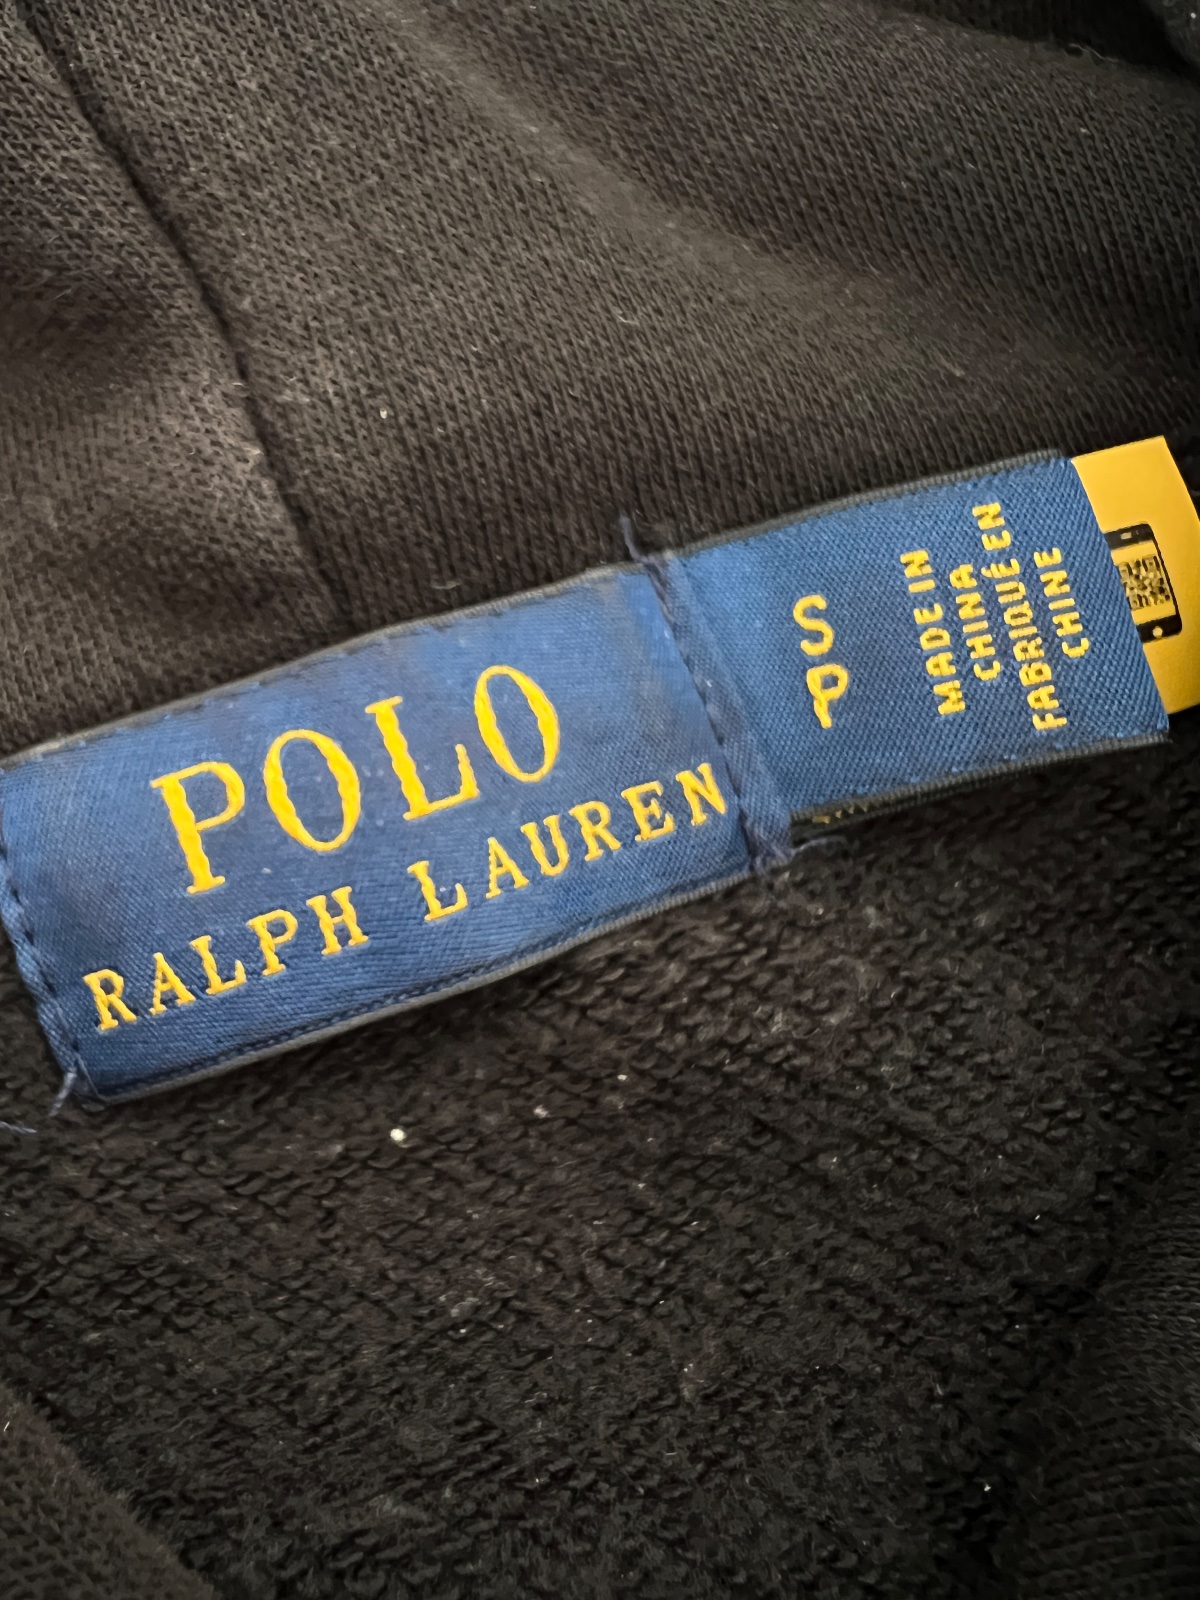 POLO
RALPH LAUREN
S
P
MADE IN
CHINA
FABRIQUÉ EN
CHINE